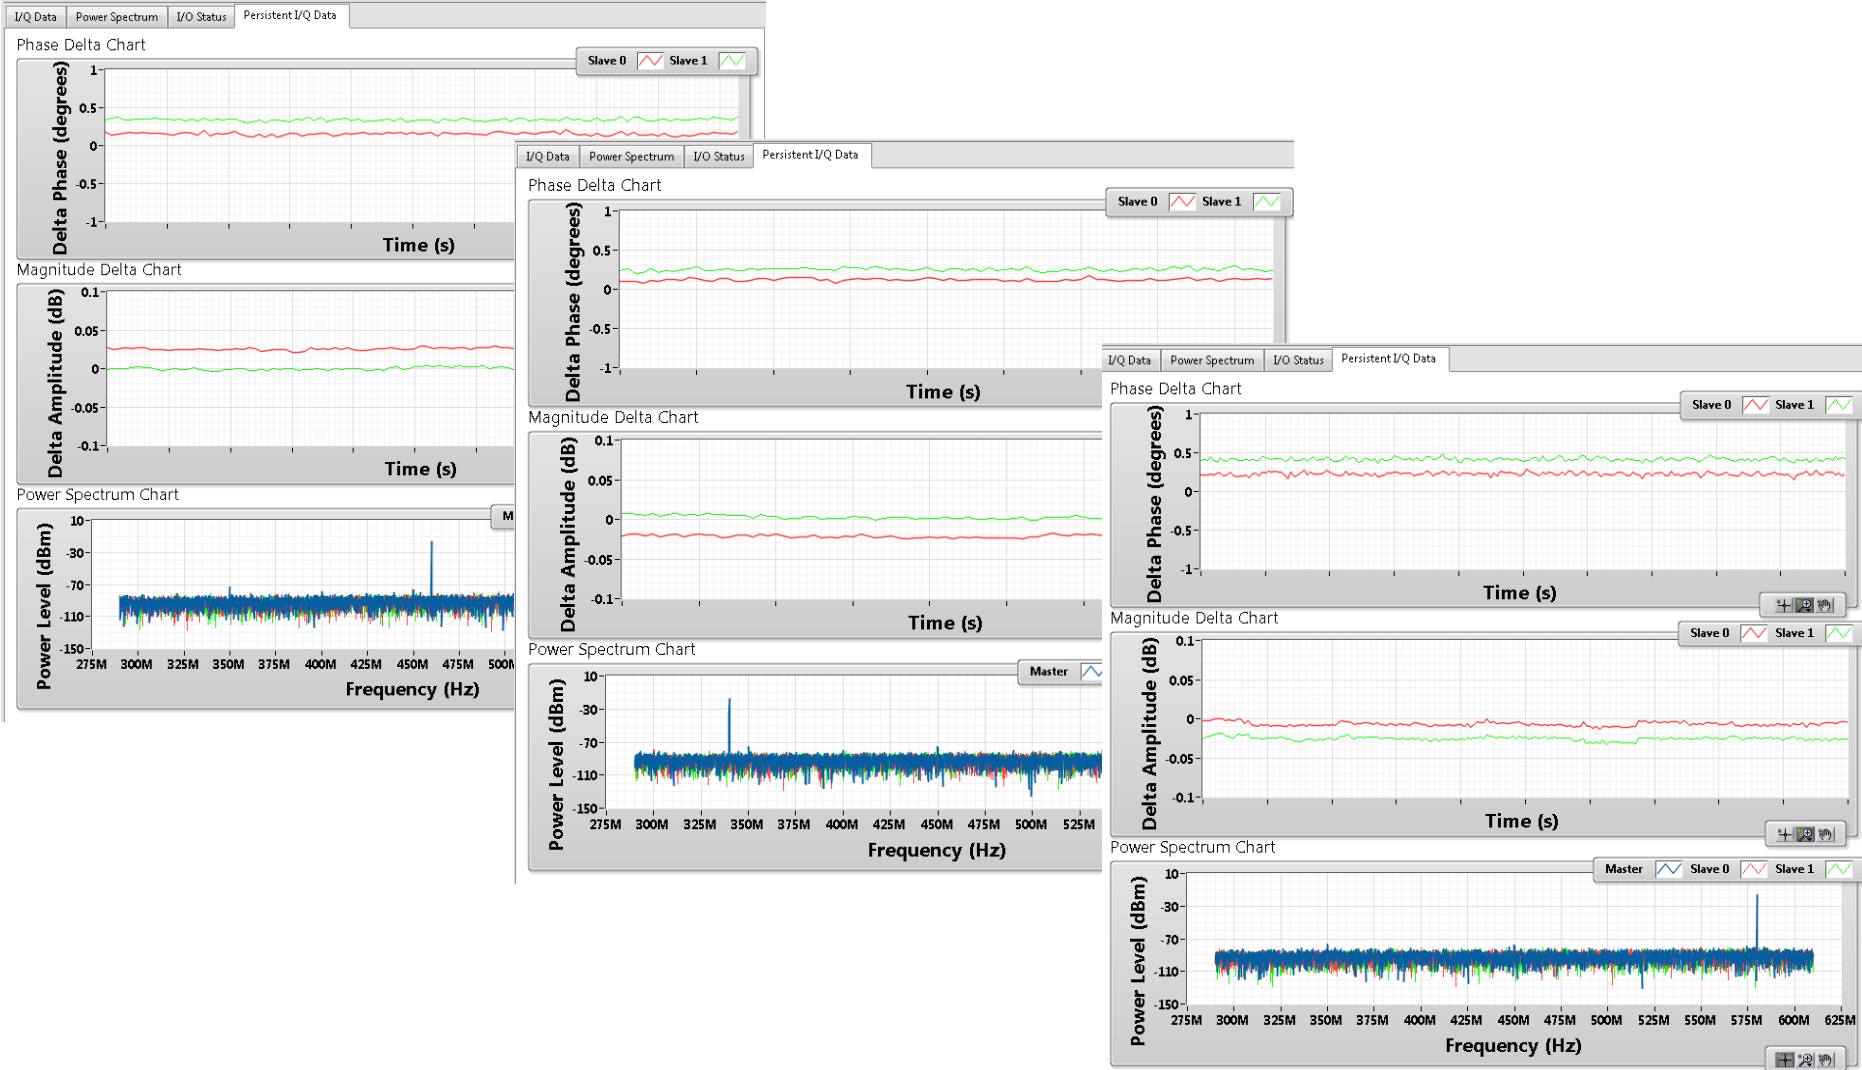 I/Q Data Power Spectrum I/O Status Persistent I/Q Data
Phase Delta Chart
Slave 0 Slave 1
Delta Phase (degrees)
1
0.5
0
-0.5
-1
Time (s)
Magnitude Delta Chart
Delta Amplitude (dB)
0.1
0.05
0
-0.05
-0.1
Time (s)
Power Spectrum Chart
M
Power Level (dBm)
10
-30
-70
-110
-150
275M 300M 325M 350M 375M 400M 425M 450M 475M 500M
Frequency (Hz)
I/Q Data Power Spectrum I/O Status Persistent I/Q Data
Phase Delta Chart
Slave 0 Slave 1
Delta Phase (degrees)
1
0.5
0
-0.5
-1
Time (s)
Magnitude Delta Chart
Delta Amplitude (dB)
0.1
0.05
0
-0.05
-0.1
Time (s)
Power Spectrum Chart
Master
Power Level (dBm)
10
-30
-70
-110
-150
275M 300M 325M 350M 375M 400M 425M 450M 475M 500M 525M
Frequency (Hz)
I/Q Data Power Spectrum I/O Status Persistent I/Q Data
Phase Delta Chart
Slave 0 Slave 1
Delta Phase (degrees)
1
0.5
0
-0.5
-1
Time (s)
Magnitude Delta Chart
Slave 0 Slave 1
Delta Amplitude (dB)
0.1
0.05
0
-0.05
-0.1
Time (s)
Power Spectrum Chart
Master Slave 0 Slave 1
Power Level (dBm)
10
-30
-70
-110
-150
275M 300M 325M 350M 375M 400M 425M 450M 475M 500M 525M 550M 575M 600M 625M
Frequency (Hz)